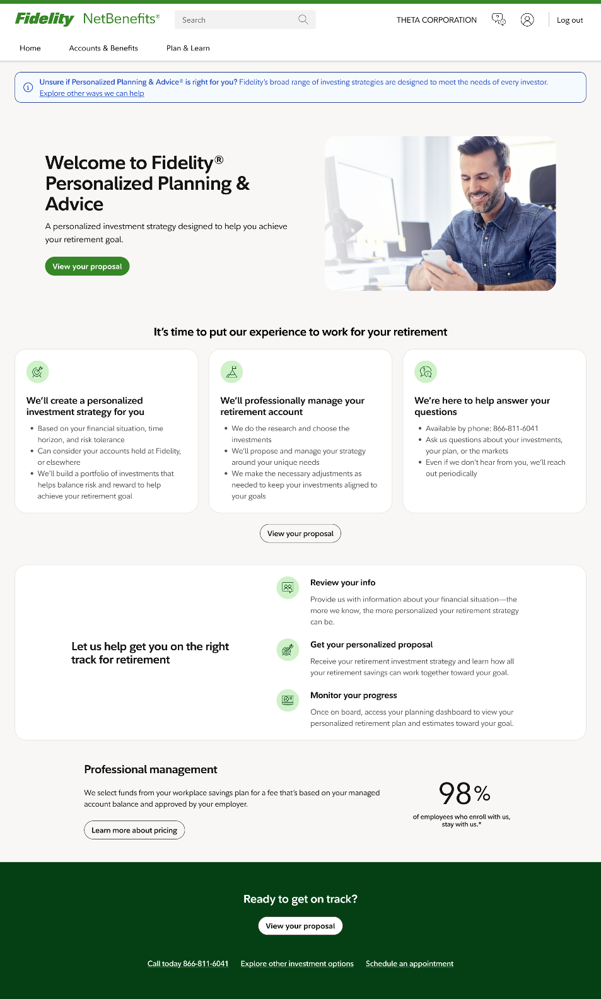 Fidelity NetBenefits®
Search
THETA CORPORATION
Log out
Home
Accounts & Benefits
Plan & Learn
Unsure if Personalized Planning & Advice® is right for you? Fidelity's broad range of investing strategies are designed to meet the needs of every investor.
Explore other ways we can help
Welcome to Fidelity®
Personalized Planning &
Advice
A personalized investment strategy designed to help you achieve
your retirement goal.
View your proposal
It's time to put our experience to work for your retirement
We'll create a personalized
investment strategy for you
• Based on your financial situation, time
horizon, and risk tolerance
• Can consider your accounts held at Fidelity,
or elsewhere
• We'll build a portfolio of investments that
helps balance risk and reward to help
achieve your retirement goal
We'll professionally manage your
retirement account
• We do the research and choose the
investments
• We'll propose and manage your strategy
around your unique needs
• We make the necessary adjustments as
needed to keep your investments aligned to
your goals
We're here to help answer your
questions
• Available by phone: 866-811-6041
• Ask us questions about your investments,
your plan, or the markets
• Even if we don't hear from you, we'll reach
out periodically
View your proposal
Let us help get you on the right
track for retirement
Review your info
Provide us with information about your financial situation—the
more we know, the more personalized your retirement strategy
can be.
Get your personalized proposal
Receive your retirement investment strategy and learn how all
your retirement savings can work together toward your goal.
Monitor your progress
Once on board, access your planning dashboard to view your
personalized retirement plan and estimates toward your goal.
Professional management
We select funds from your workplace savings plan for a fee that's based on your managed
account balance and approved by your employer.
Learn more about pricing
98%
of employees who enroll with us,
stay with us.*
Ready to get on track?
View your proposal
Call today 866-811-6041
Explore other investment options
Schedule an appointment